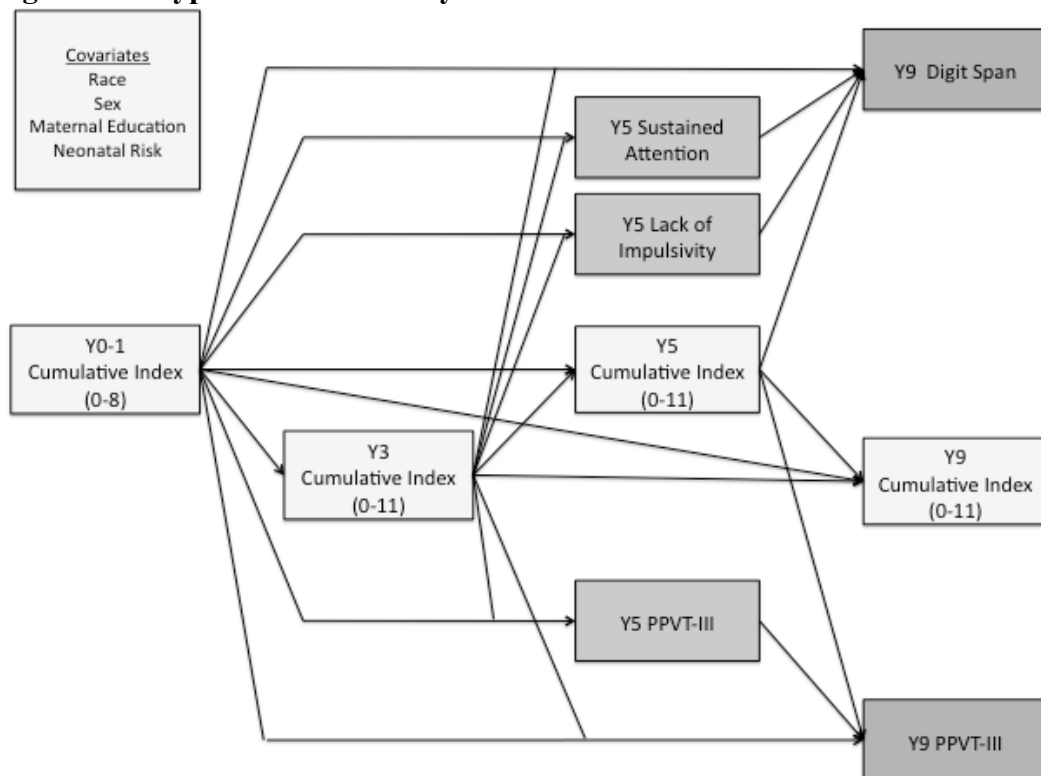 Covariates
Race
Sex
Maternal Education
Neonatal Risk
Y9 Digit Span
Y5 Sustained
Attention
Y5 Lack of
Impulsivity
Y0-1
Cumulative Index
(0-8)
Y5
Cumulative Index
(0-11)
Y3
Cumulative Index
(0-11)
Y9
Cumulative Index
(0-11)
Y5 PPVT-III
Y9 PPVT-III